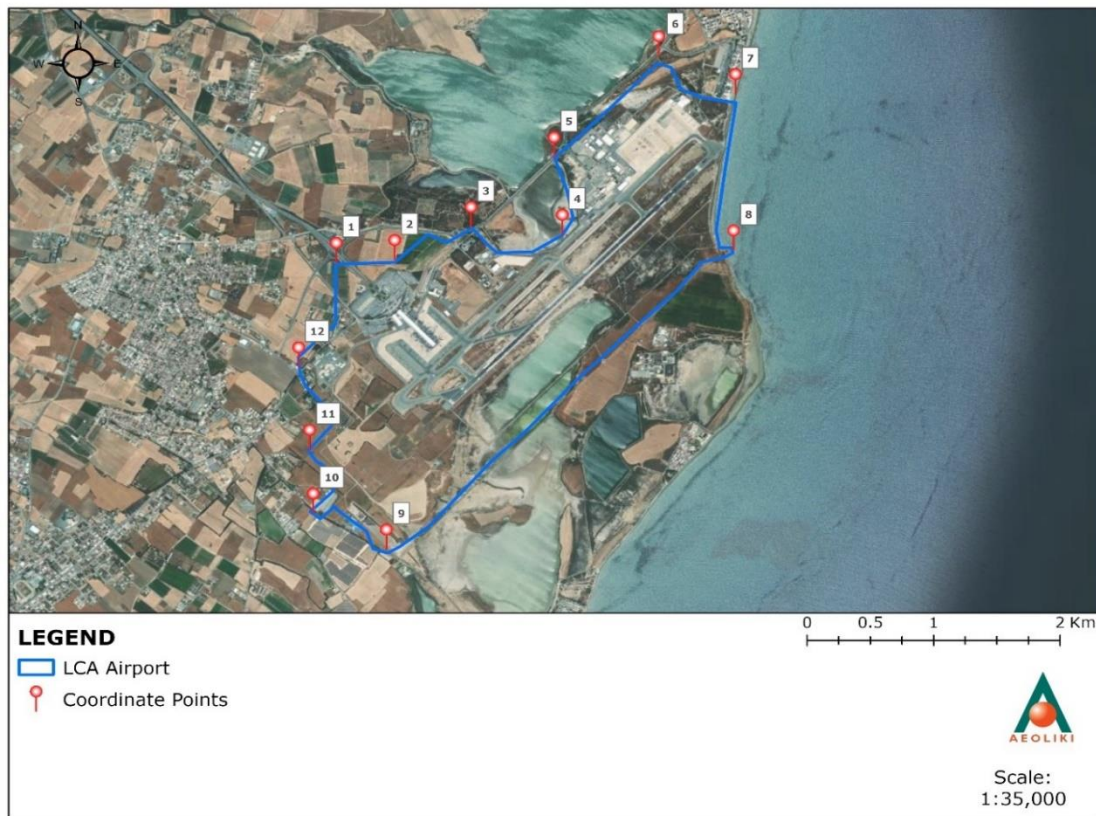 N
W E
S
6
7
5
3
4
8
1
2
12
11
10
9
LEGEND
LCA Airport
Coordinate Points
0 0.5 1 2 Km
AEOLIKI
Scale:
1:35,000